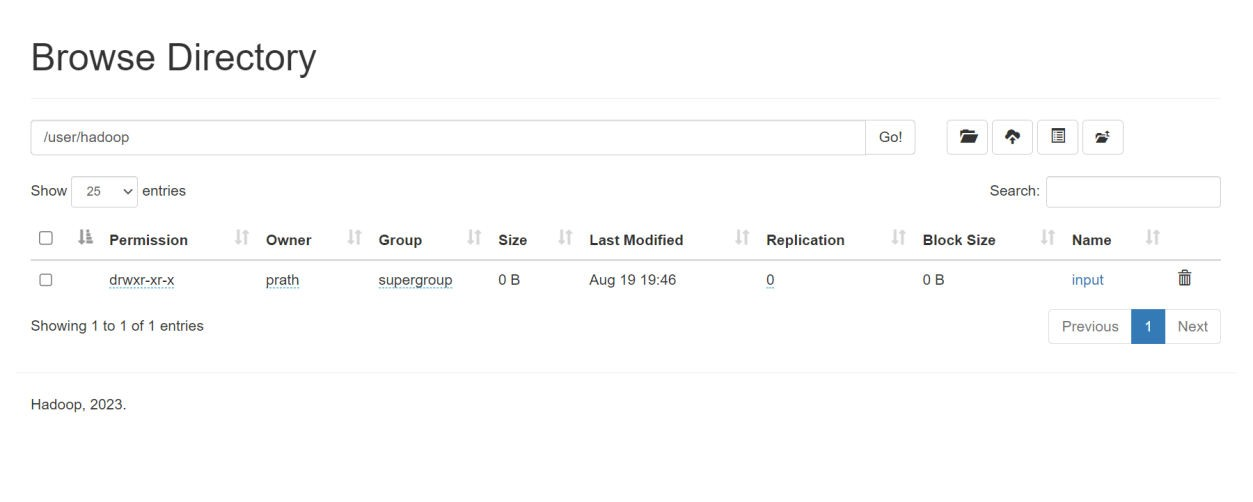 Browse Directory
/user/hadoop Go!
Show 25 entries Search:
Permission Owner Group Size Last Modified Replication Block Size Name
drwxr-xr-x prath supergroup 0 B Aug 19 19:46 0 0 B input
Showing 1 to 1 of 1 entries Previous 1 Next
Hadoop, 2023.